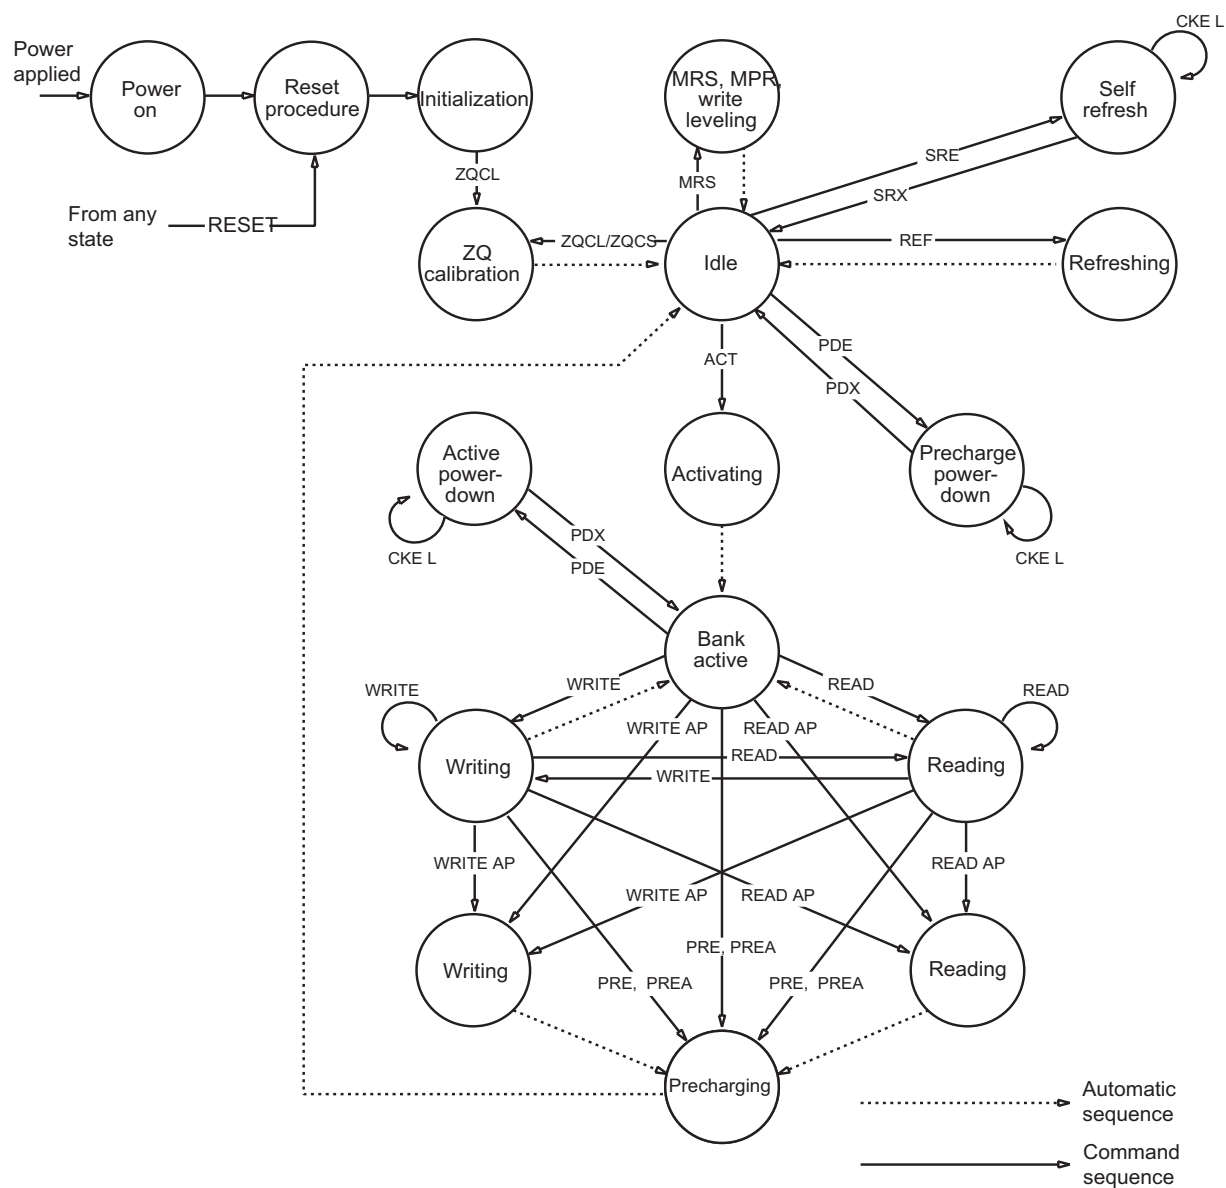 CKE L
Power
applied
Power
on
Reset
procedure
Initialization
MRS, MPR,
write
leveling
Self
refresh
ZQCL
MRS
SRE
SRX
From any
state
RESET
ZQ
calibration
ZQCL/ZQCS
Idle
REF
Refreshing
ACT
PDE
PDX
Active
power-
down
Activating
Precharge
power-
down
CKE L
PDX
PDE
CKE L
Bank
active
WRITE
WRITE
READ
READ
WRITE AP
READ AP
Writing
READ
WRITE
Reading
WRITE AP
READ AP
WRITE AP
READ AP
Writing
PRE, PREA
PRE, PREA
PRE, PREA
Reading
Precharging
Automatic
sequence
Command
sequence